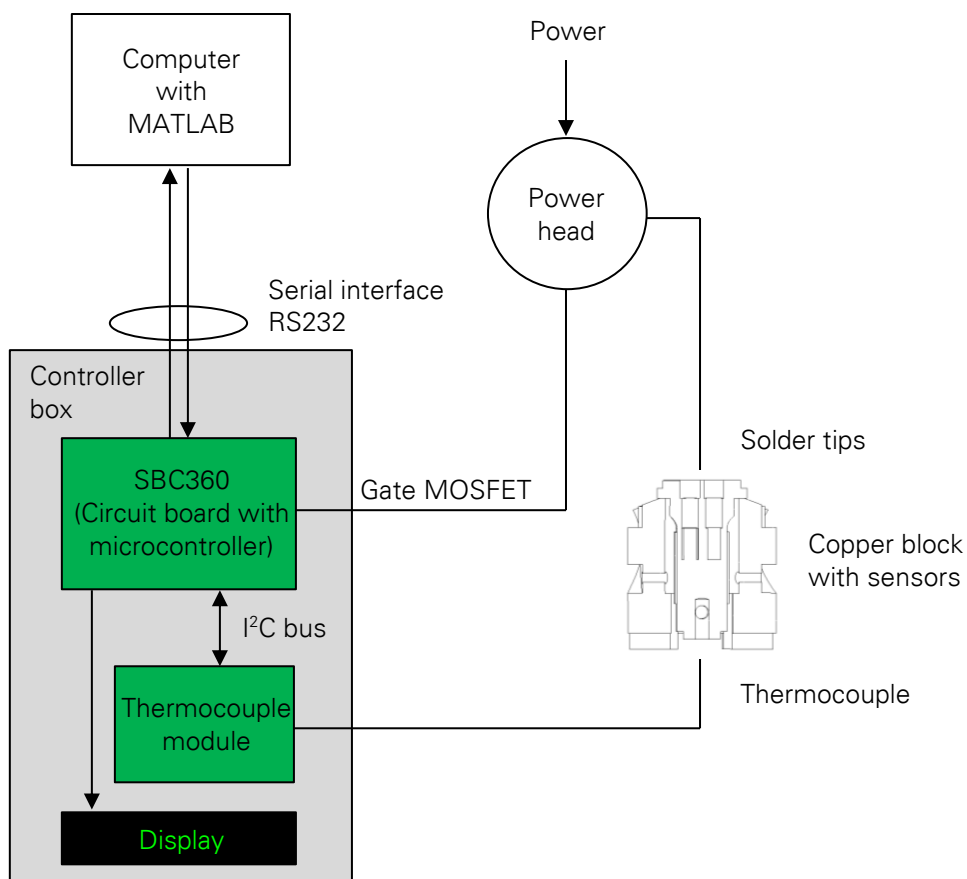 Computer
with
MATLAB
Power
Power
head
Serial interface
RS232
Controller
box
SBC360
(Circuit board with
microcontroller)
Gate MOSFET
Solder tips
Copper block
with sensors
I²C bus
Thermocouple
module
Thermocouple
Display